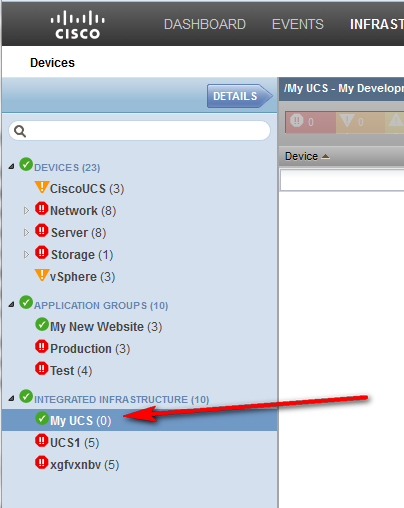 CISCO
DASHBOARD EVENTS INFRAST
Devices
DETAILS
/My UCS - My Develop
0 0
Device
DEVICES (23)
CiscoUCS (3)
Network (8)
Server (8)
Storage (1)
vSphere (3)
APPLICATION GROUPS (10)
My New Website (3)
Production (3)
Test (4)
INTEGRATED INFRASTRUCTURE (10)
My UCS (0)
UCS1 (5)
xgfvxnbv (5)